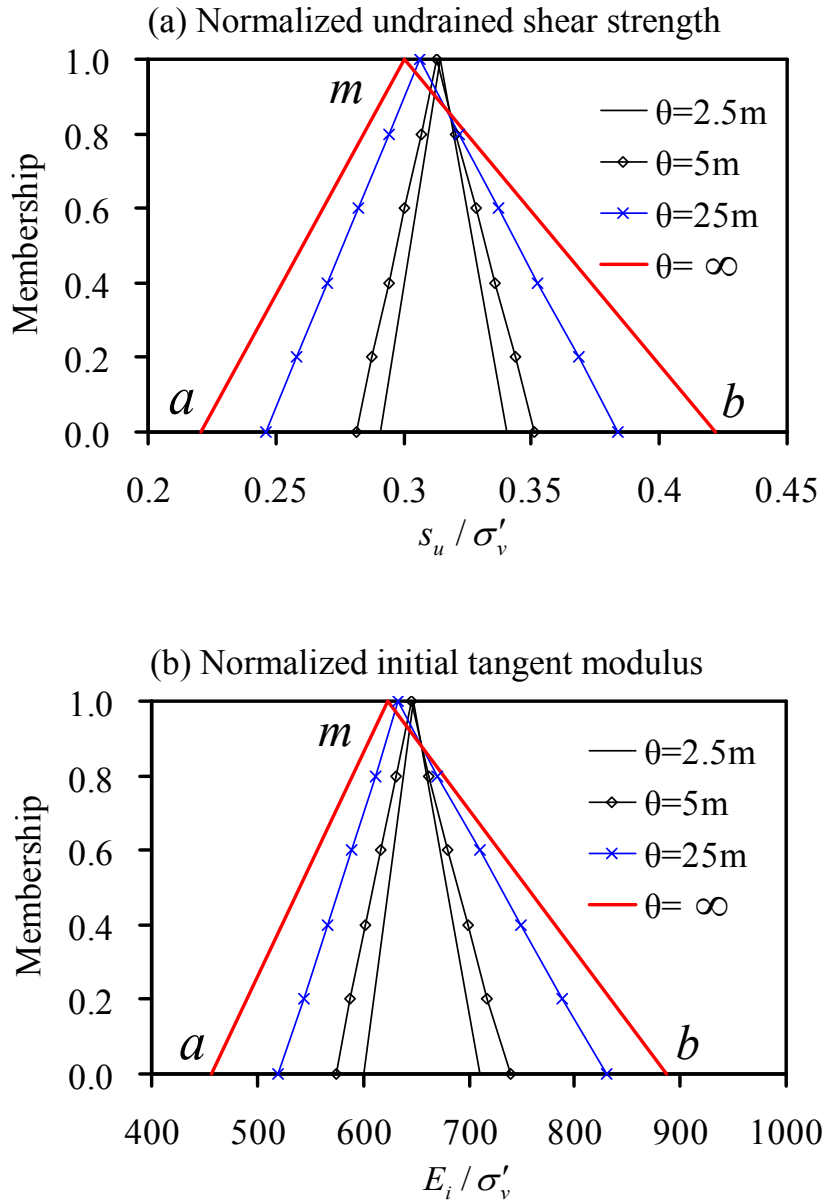 (a) Normalized undrained shear strength
1.0
0.8
0.6
0.4
0.2
0.0
Membership
m
a
b
θ=2.5m
θ=5m
θ=25m
θ= ∞
0.2 0.25 0.3 0.35 0.4 0.45
s_u / σ′_v
(b) Normalized initial tangent modulus
1.0
0.8
0.6
0.4
0.2
0.0
Membership
m
a
b
θ=2.5m
θ=5m
θ=25m
θ= ∞
400 500 600 700 800 900 1000
E_i / σ′_v